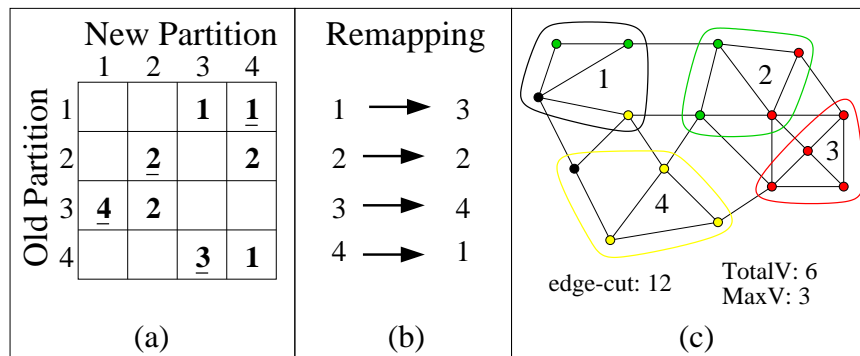 New Partition
1 2 3 4
Old Partition
1 1 1
2 2 2
3 4 2
4 3 1
(a)
Remapping
1 3
2 2
3 4
4 1
(b)
1
2
3
4
edge-cut: 12
TotalV: 6
MaxV: 3
(c)